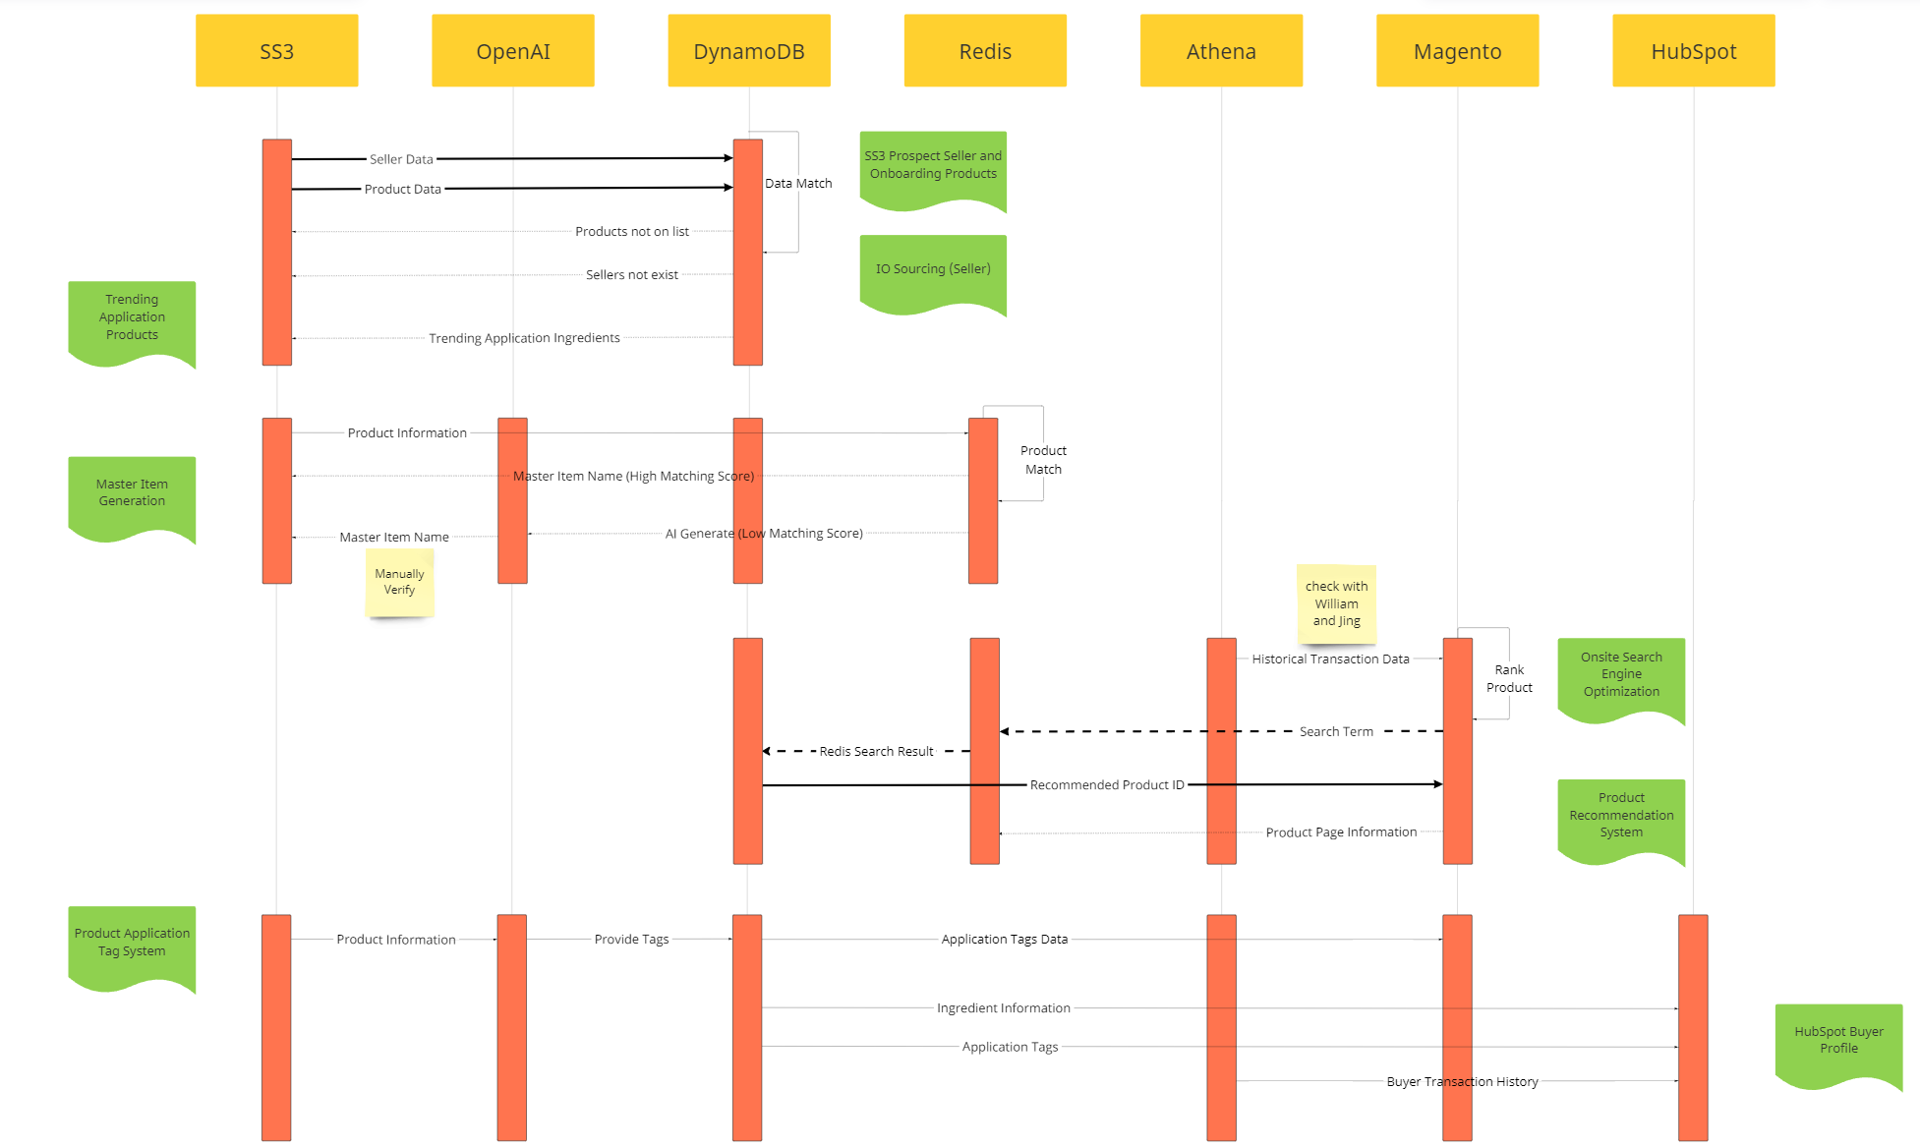 SS3
OpenAI
DynamoDB
Redis
Athena
Magento
HubSpot
Seller Data
Product Data
Data Match
Products not on list
Sellers not exist
Trending Application Ingredients
SS3 Prospect Seller and
Onboarding Products
IO Sourcing (Seller)
Trending
Application
Products
Product Information
Master Item Name (High Matching Score)
AI Generate (Low Matching Score)
Master Item Name
Product
Match
Master Item
Generation
Manually
Verify
check with
William
and Jing
Historical Transaction Data
Rank
Product
Search Term
Redis Search Result
Recommended Product ID
Product Page Information
Onsite Search
Engine
Optimization
Product
Recommendation
System
Product Application
Tag System
Product Information
Provide Tags
Application Tags Data
Ingredient Information
Application Tags
Buyer Transaction History
HubSpot Buyer
Profile